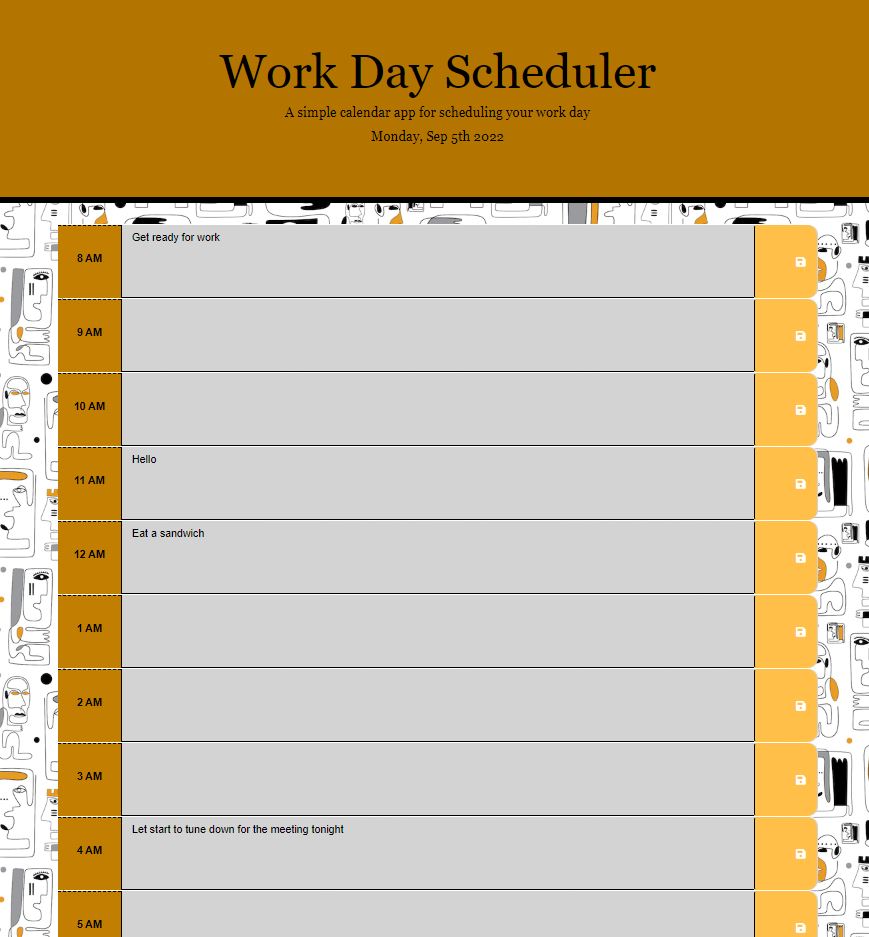 Work Day Scheduler
A simple calendar app for scheduling your work day
Monday, Sep 5th 2022
8 AM
Get ready for work
9 AM
10 AM
11 AM
Hello
12 AM
Eat a sandwich
1 AM
2 AM
3 AM
4 AM
Let start to tune down for the meeting tonight
5 AM